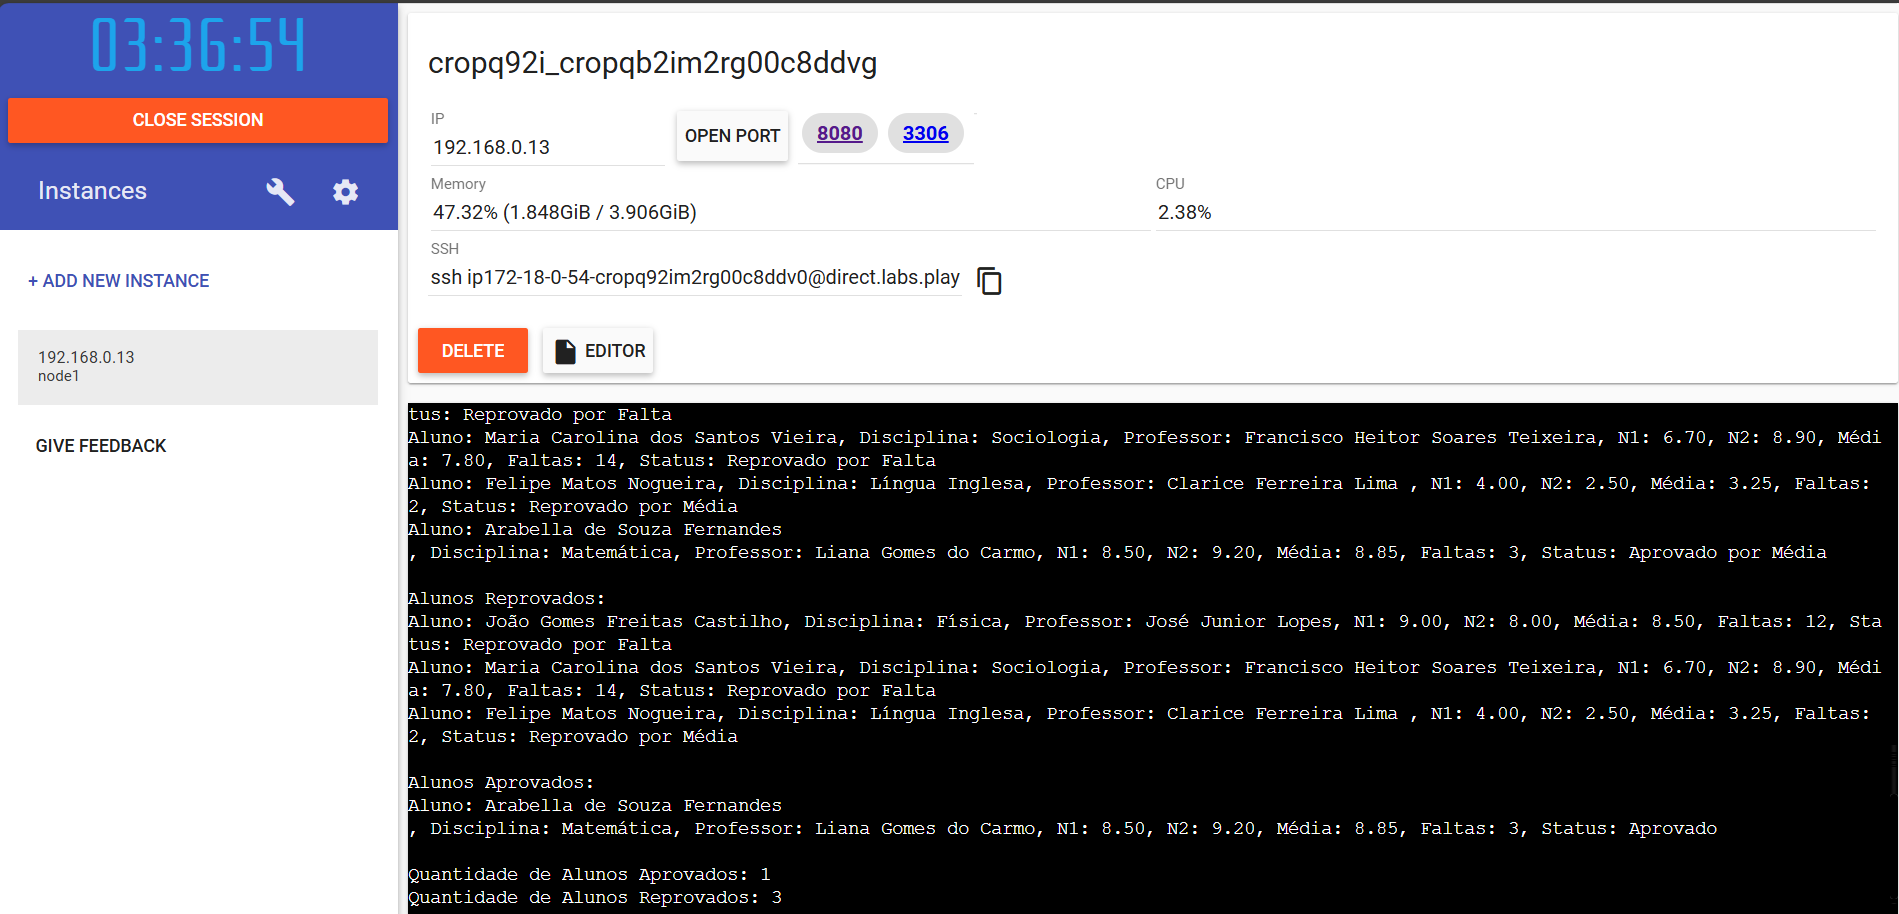 03:36:54
CLOSE SESSION
Instances
+ ADD NEW INSTANCE
192.168.0.13
node1
GIVE FEEDBACK
cropq92i_cropqb2im2rg00c8ddvg
IP
192.168.0.13
OPEN PORT
8080
3306
Memory
47.32% (1.848GiB / 3.906GiB)
CPU
2.38%
SSH
ssh ip172-18-0-54-cropq92im2rg00c8ddv0@direct.labs.play
DELETE
EDITOR
tus: Reprovado por Falta
Aluno: Maria Carolina dos Santos Vieira, Disciplina: Sociologia, Professor: Francisco Heitor Soares Teixeira, N1: 6.70, N2: 8.90, Médi
a: 7.80, Faltas: 14, Status: Reprovado por Falta
Aluno: Felipe Matos Nogueira, Disciplina: Língua Inglesa, Professor: Clarice Ferreira Lima , N1: 4.00, N2: 2.50, Média: 3.25, Faltas:
2, Status: Reprovado por Média
Aluno: Arabella de Souza Fernandes
, Disciplina: Matemática, Professor: Liana Gomes do Carmo, N1: 8.50, N2: 9.20, Média: 8.85, Faltas: 3, Status: Aprovado por Média
Alunos Reprovados:
Aluno: João Gomes Freitas Castilho, Disciplina: Física, Professor: José Junior Lopes, N1: 9.00, N2: 8.00, Média: 8.50, Faltas: 12, Sta
tus: Reprovado por Falta
Aluno: Maria Carolina dos Santos Vieira, Disciplina: Sociologia, Professor: Francisco Heitor Soares Teixeira, N1: 6.70, N2: 8.90, Médi
a: 7.80, Faltas: 14, Status: Reprovado por Falta
Aluno: Felipe Matos Nogueira, Disciplina: Língua Inglesa, Professor: Clarice Ferreira Lima , N1: 4.00, N2: 2.50, Média: 3.25, Faltas:
2, Status: Reprovado por Média
Alunos Aprovados:
Aluno: Arabella de Souza Fernandes
, Disciplina: Matemática, Professor: Liana Gomes do Carmo, N1: 8.50, N2: 9.20, Média: 8.85, Faltas: 3, Status: Aprovado
Quantidade de Alunos Aprovados: 1
Quantidade de Alunos Reprovados: 3